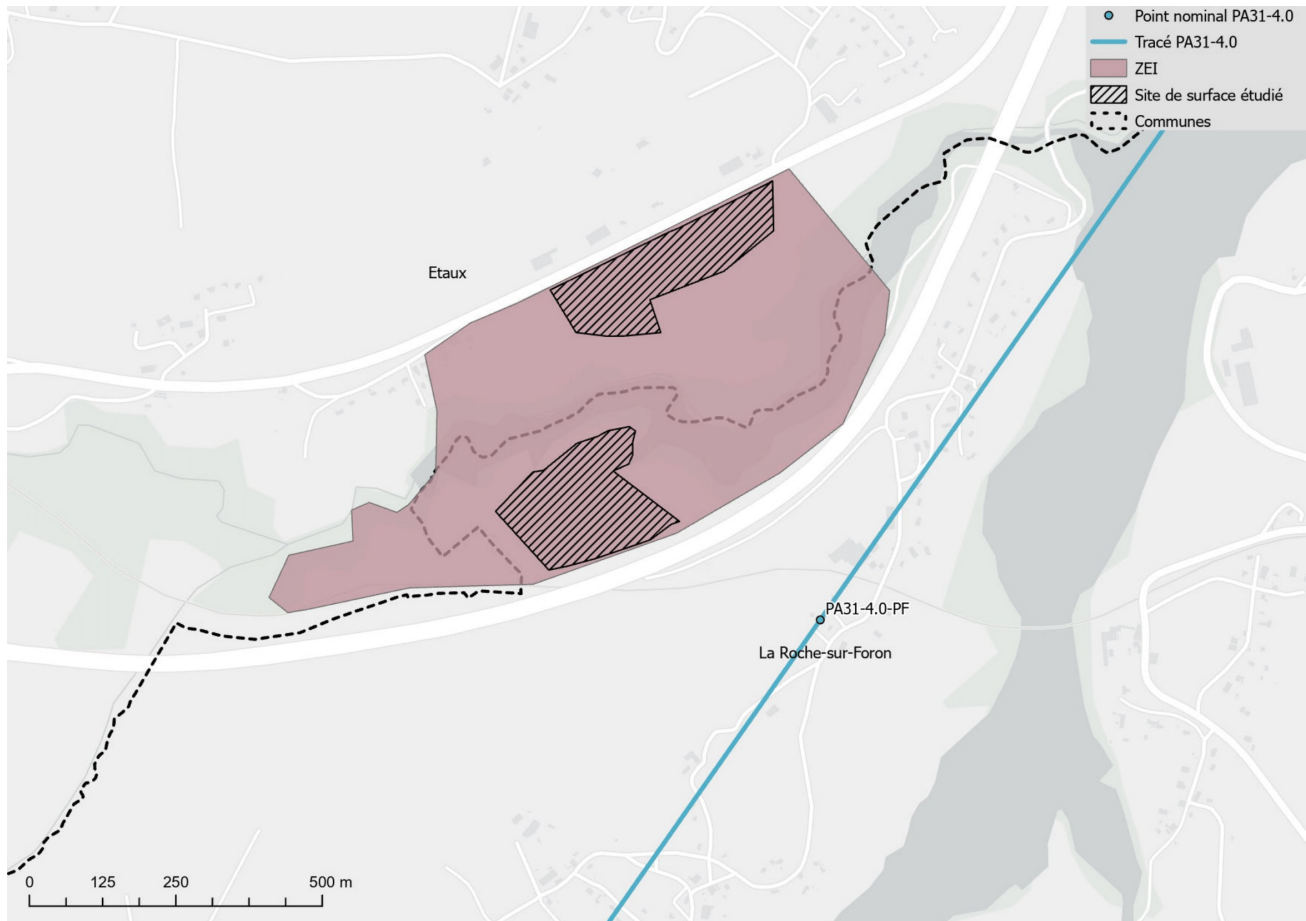 Point nominal PA31-4.0
Tracé PA31-4.0
ZEI
Site de surface étudié
Communes
Etaux
PA31-4.0-PF
La Roche-sur-Foron
0 125 250 500 m